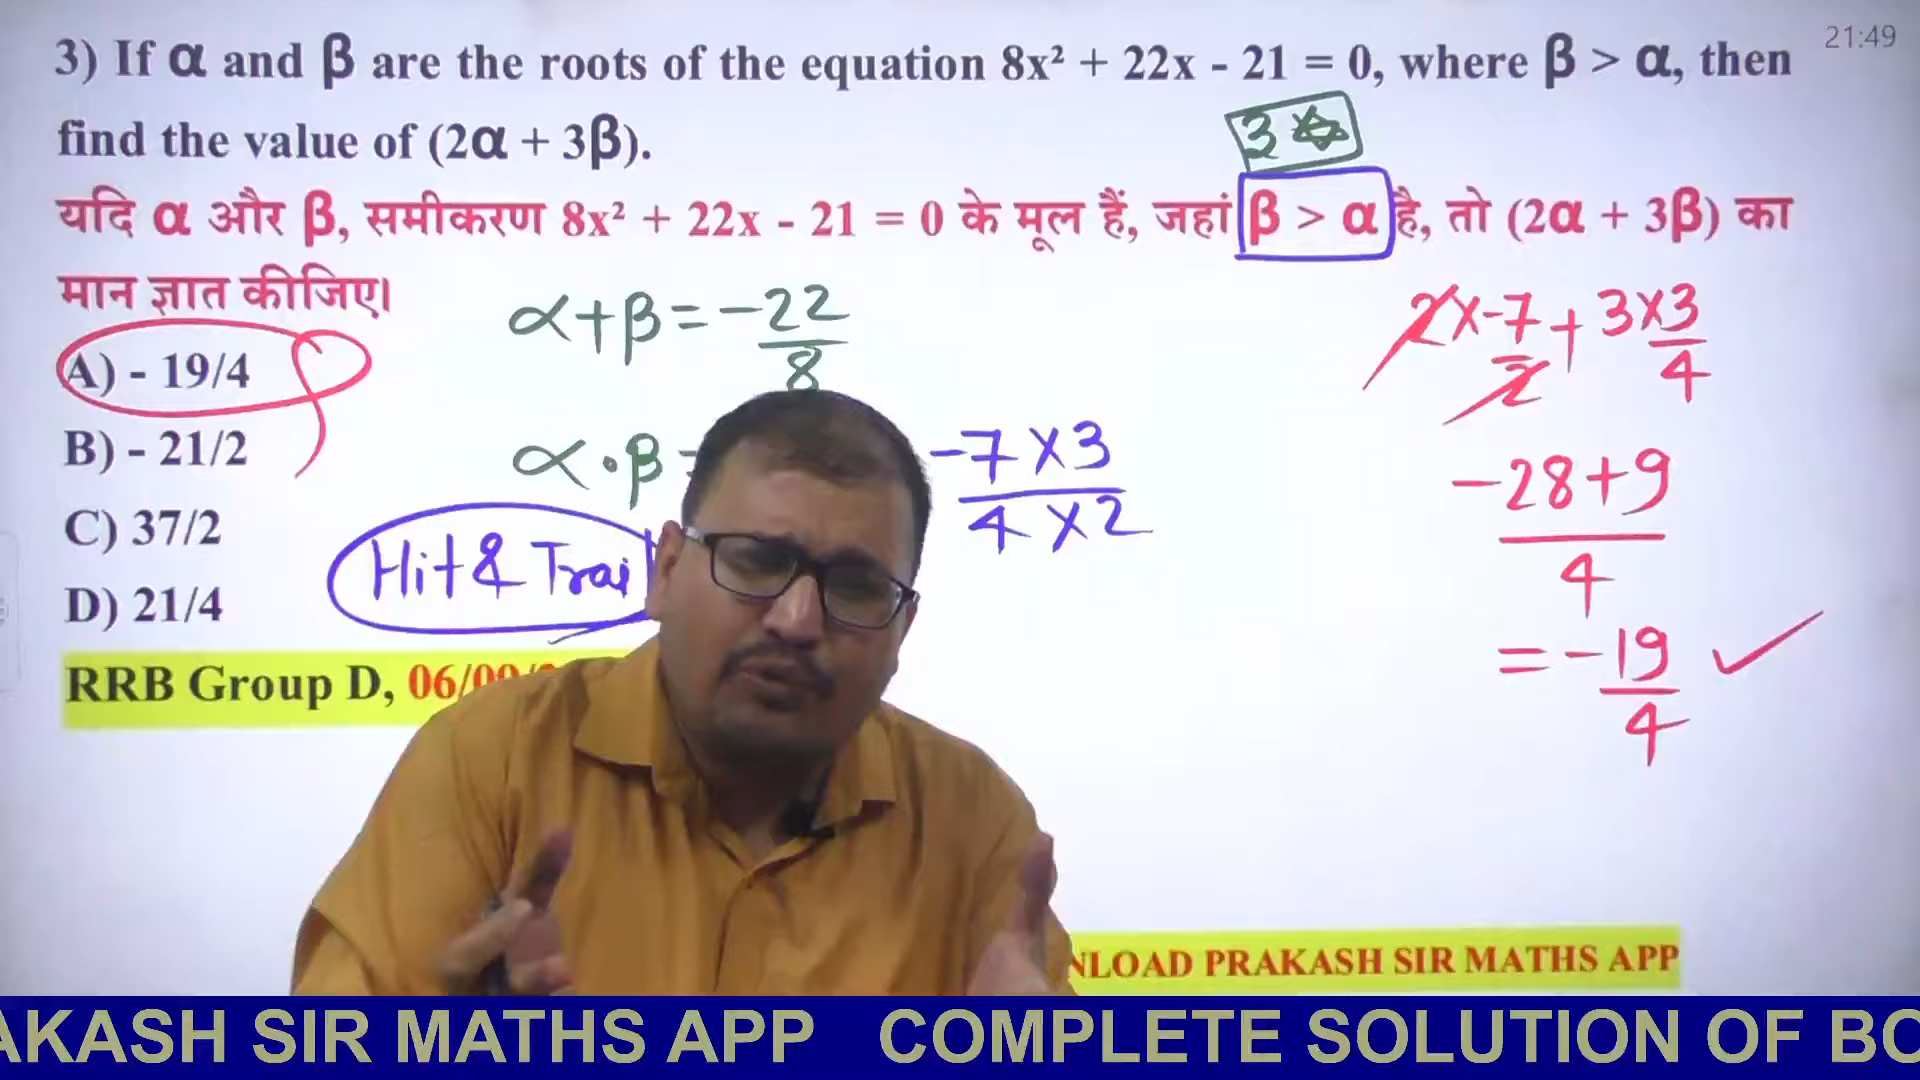 21:49
3) If α and β are the roots of the equation 8x² + 22x - 21 = 0, where β > α, then
find the value of (2α + 3β).
3
यदि α और β, समीकरण 8x² + 22x - 21 = 0 के मूल हैं, जहां β > α है, तो (2α + 3β) का
मान ज्ञात कीजिए।
A) - 19/4
B) - 21/2
C) 37/2
D) 21/4
α+β = -22/8
α·β =
-7×3/4×2
Hit & Trai
2×-7/2 + 3×3/4
-28+9/4
= -19/4 ✓
RRB Group D, 06/09/
NLOAD PRAKASH SIR MATHS APP
AKASH SIR MATHS APP COMPLETE SOLUTION OF BO